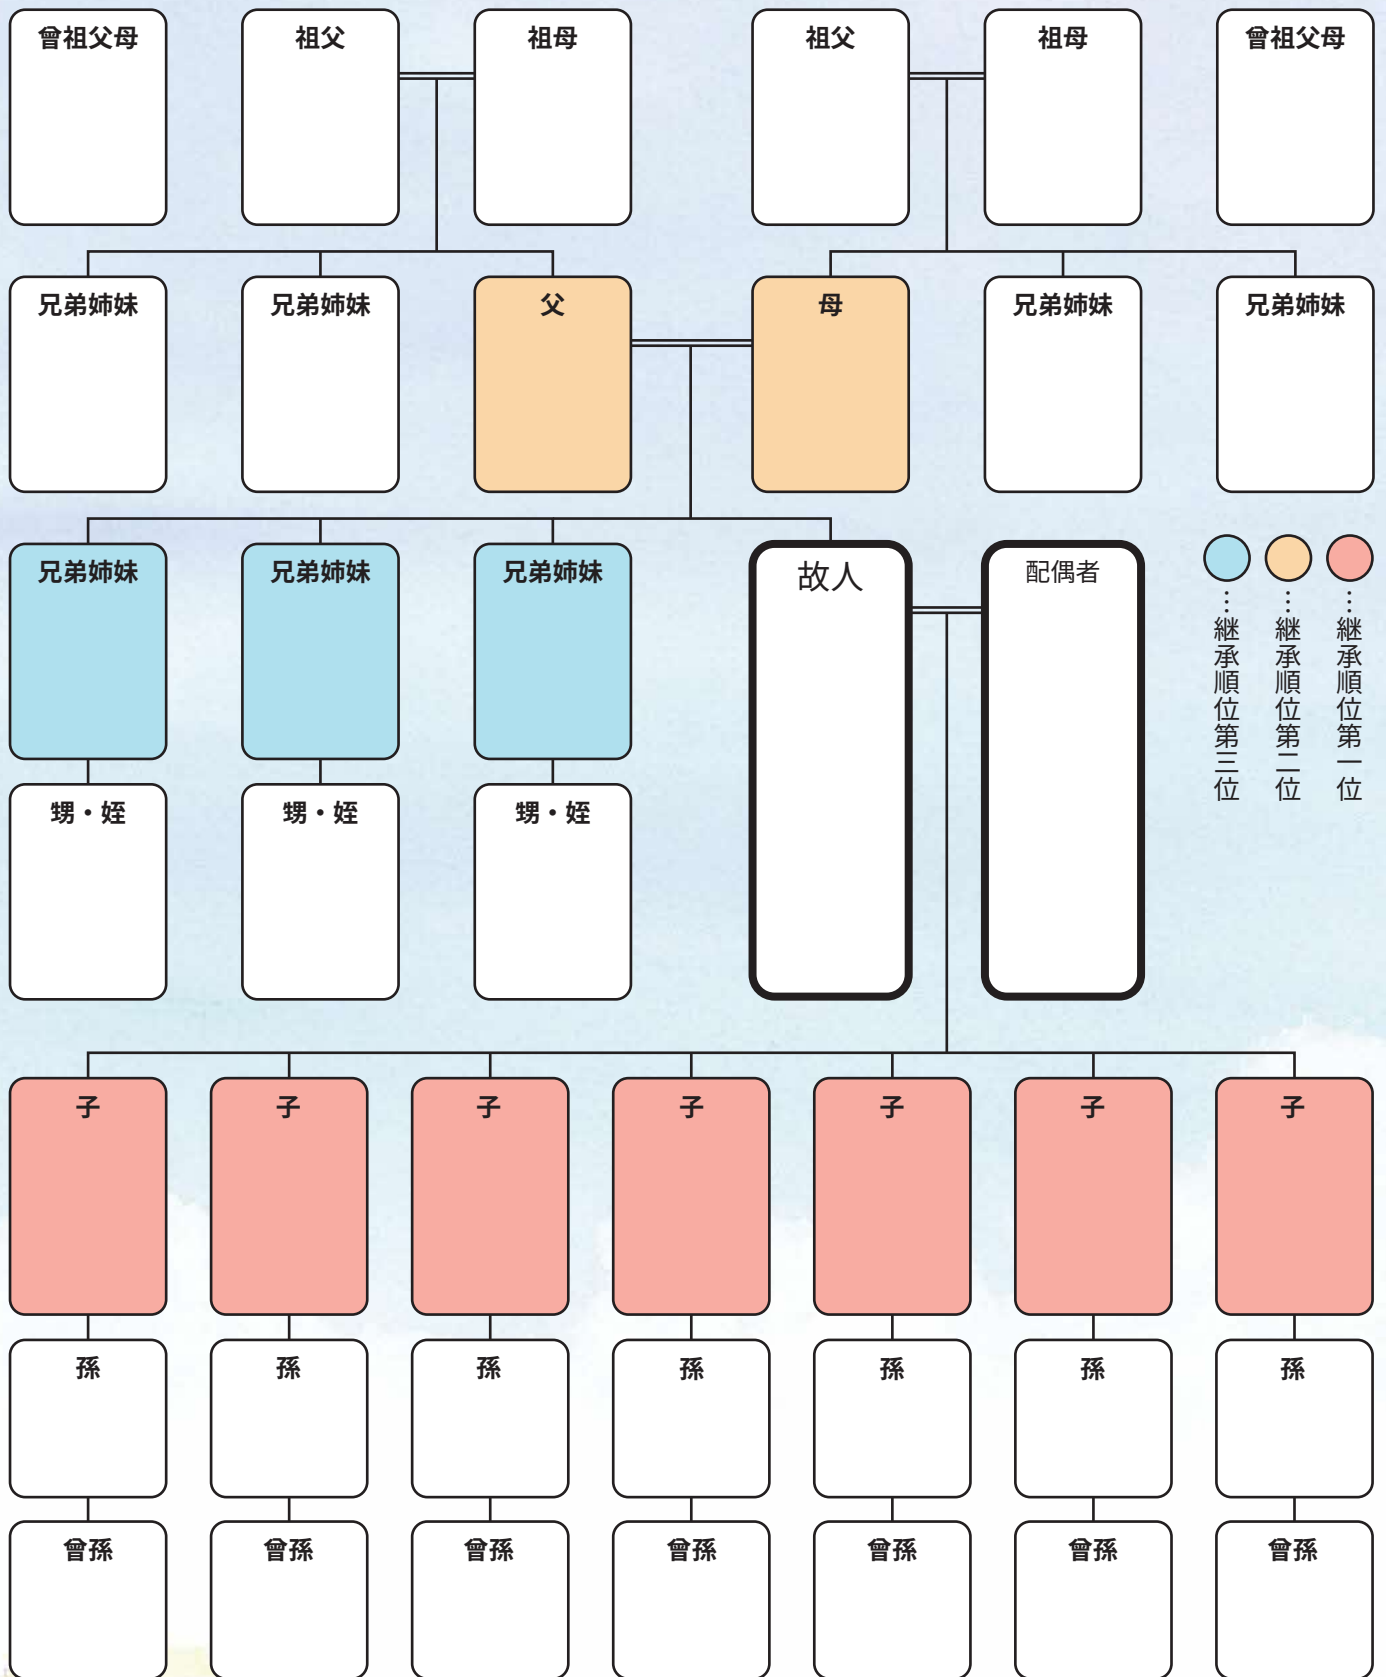 曾祖父母
祖父
祖母
祖父
祖母
曾祖父母
兄弟姉妹
兄弟姉妹
父
母
兄弟姉妹
兄弟姉妹
兄弟姉妹
兄弟姉妹
兄弟姉妹
故人
配偶者
…継承順位第一位
…継承順位第二位
…継承順位第三位
甥・姪
甥・姪
甥・姪
子
子
子
子
子
子
子
孫
孫
孫
孫
孫
孫
孫
曾孫
曾孫
曾孫
曾孫
曾孫
曾孫
曾孫